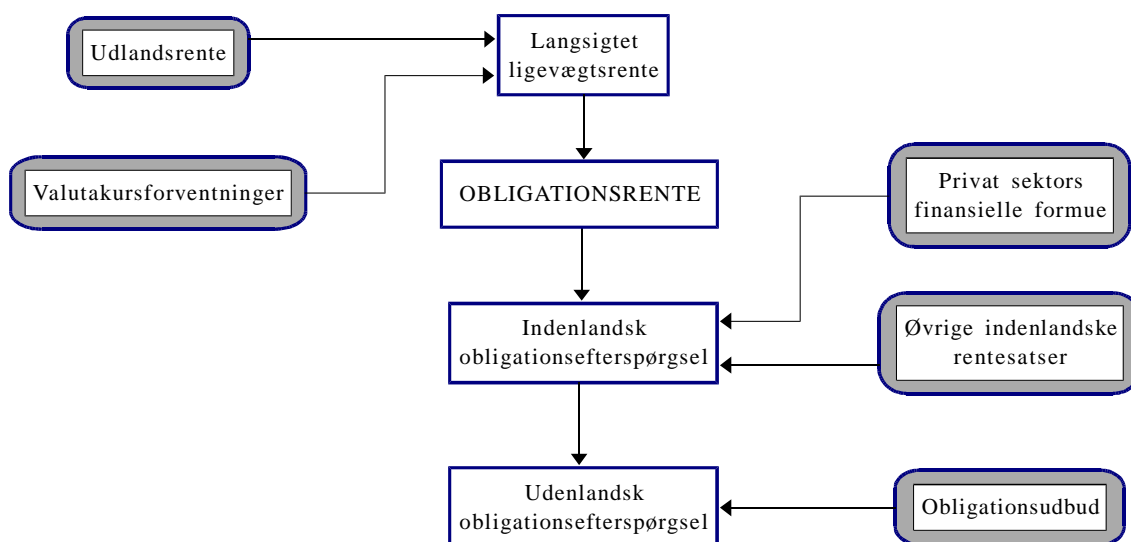 Udlandsrente
Langsigtet
ligevægtsrente
Valutakursforventninger
OBLIGATIONSRENTE
Privat sektors
finansielle formue
Indenlandsk
obligationsefterspørgsel
Øvrige indenlandske
rentesatser
Udenlandsk
obligationsefterspørgsel
Obligationsudbud